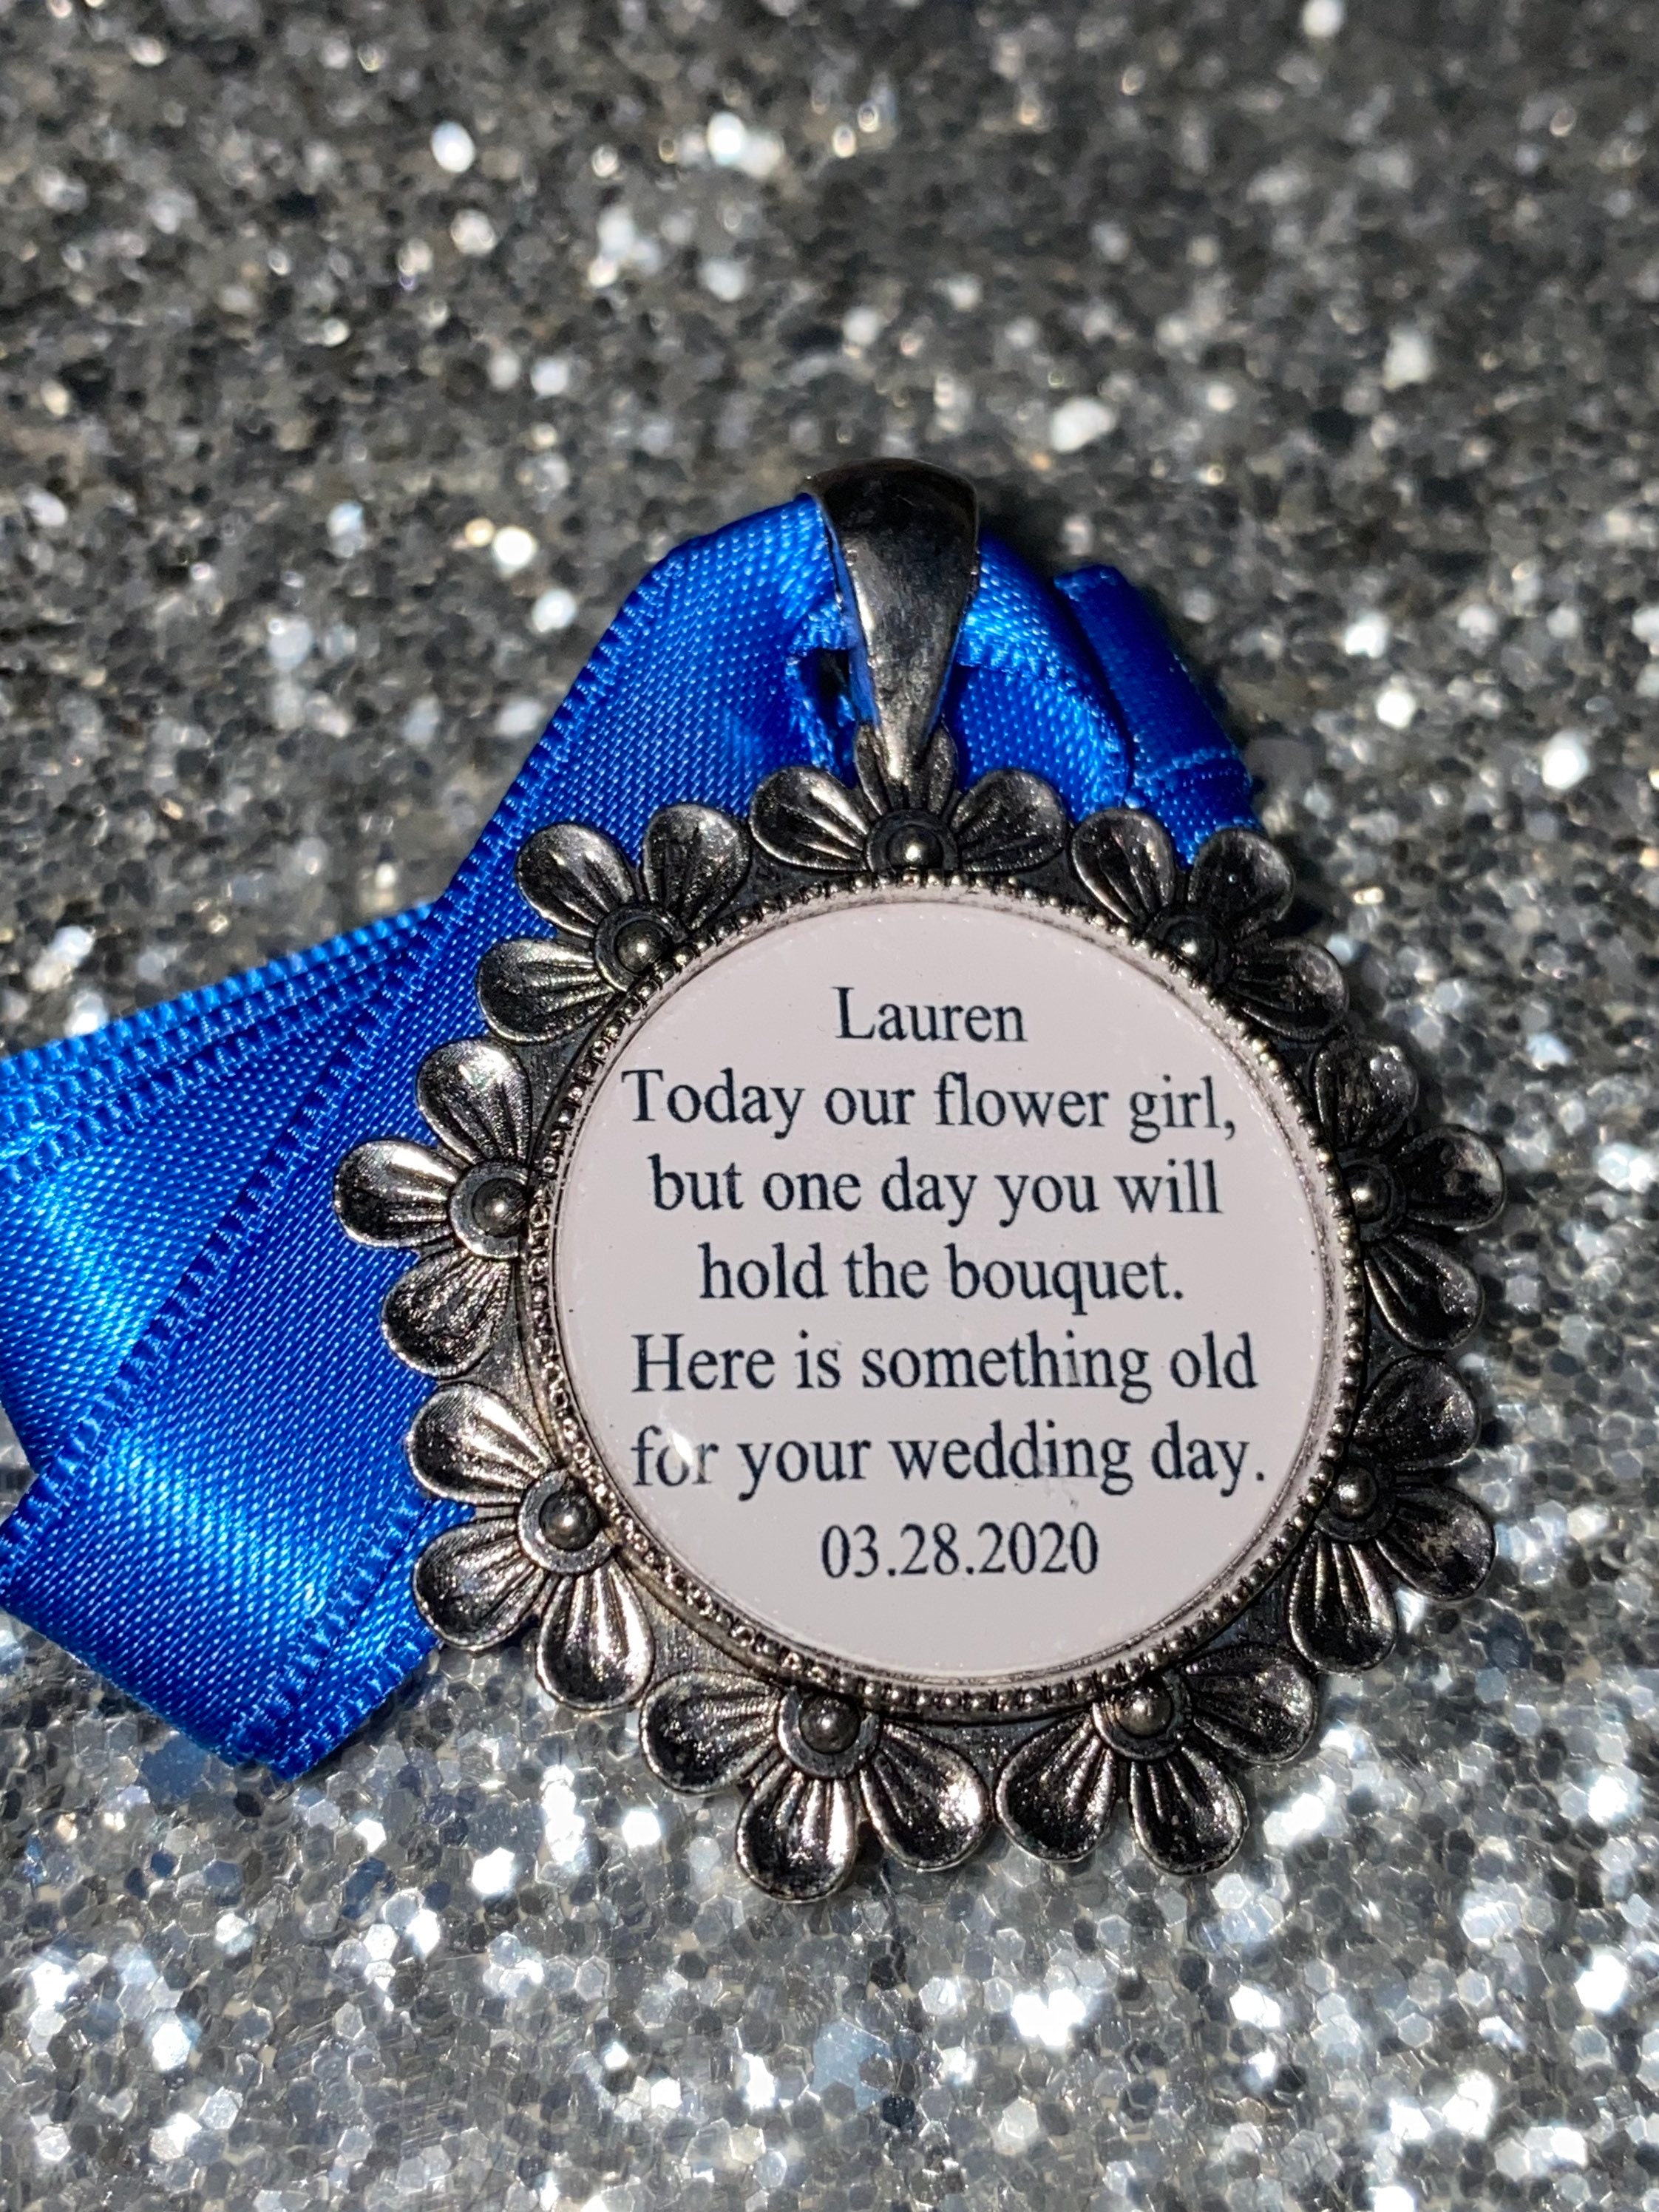 Lauren
Today our flower girl,
but one day you will
hold the bouquet.
Here is something old
for your wedding day.
03.28.2020